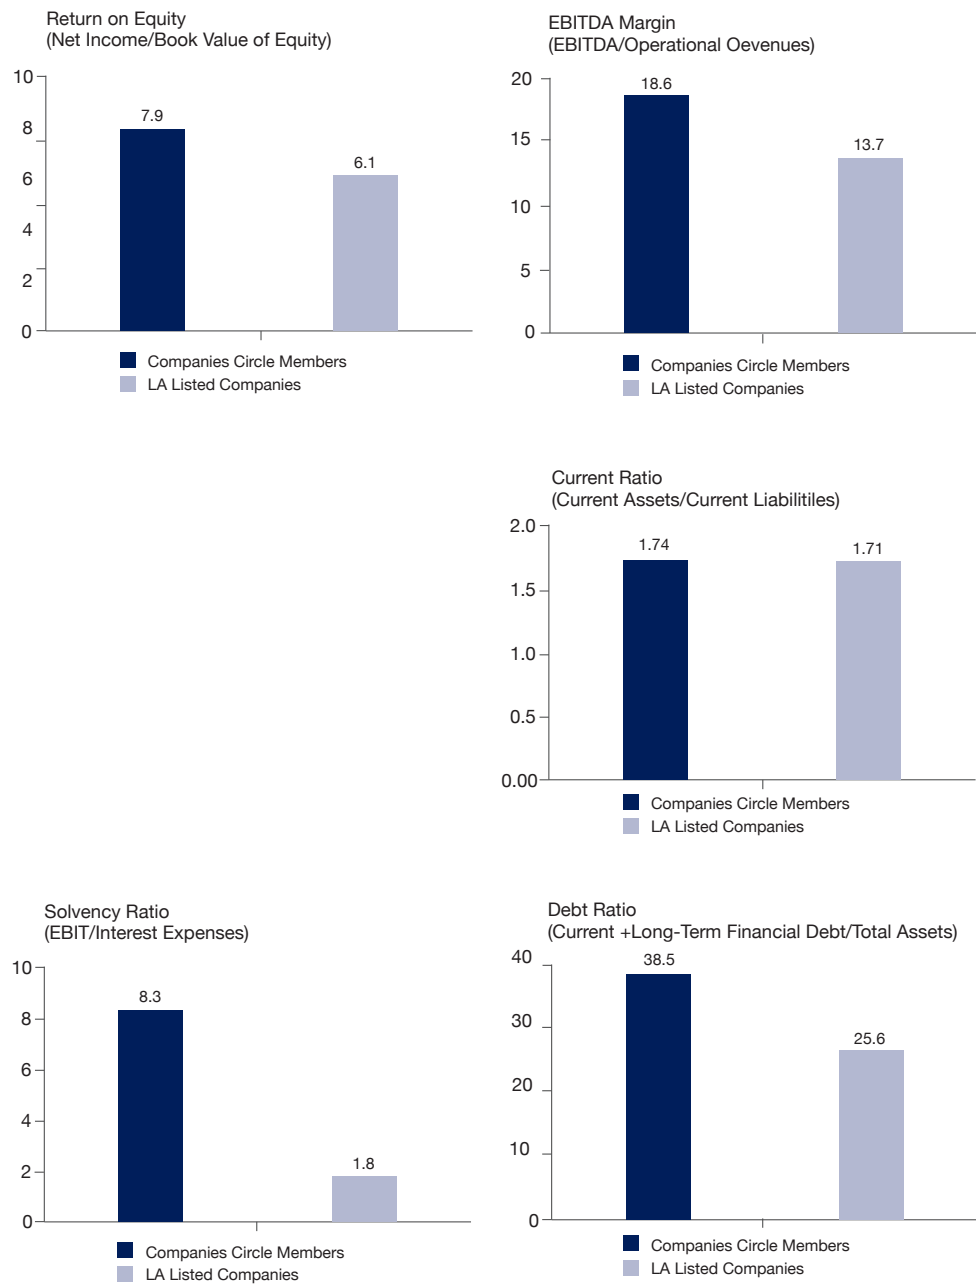 Return on Equity
(Net Income/Book Value of Equity)
10
8
6
4
2
0
7.9
6.1
Companies Circle Members
LA Listed Companies
EBITDA Margin
(EBITDA/Operational Oevenues)
20
15
10
5
0
18.6
13.7
Companies Circle Members
LA Listed Companies
Current Ratio
(Current Assets/Current Liabilitiles)
2.0
1.5
1.0
0.5
0.00
1.74
1.71
Companies Circle Members
LA Listed Companies
Solvency Ratio
(EBIT/Interest Expenses)
10
8
6
4
2
0
8.3
1.8
Companies Circle Members
LA Listed Companies
Debt Ratio
(Current +Long-Term Financial Debt/Total Assets)
40
30
20
10
0
38.5
25.6
Companies Circle Members
LA Listed Companies